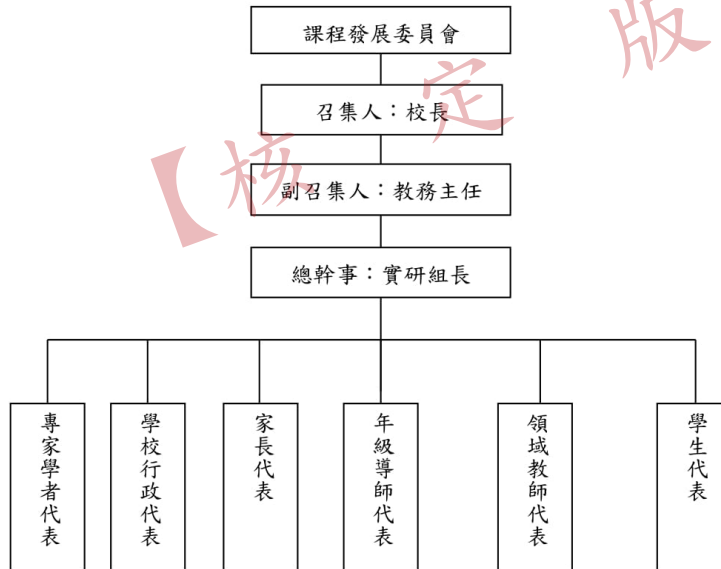 課程發展委員會
召集人：校長
副召集人：教務主任
總幹事：實研組長
專家學者代表
學校行政代表
家長代表
年級導師代表
領域教師代表
學生代表
【核定版